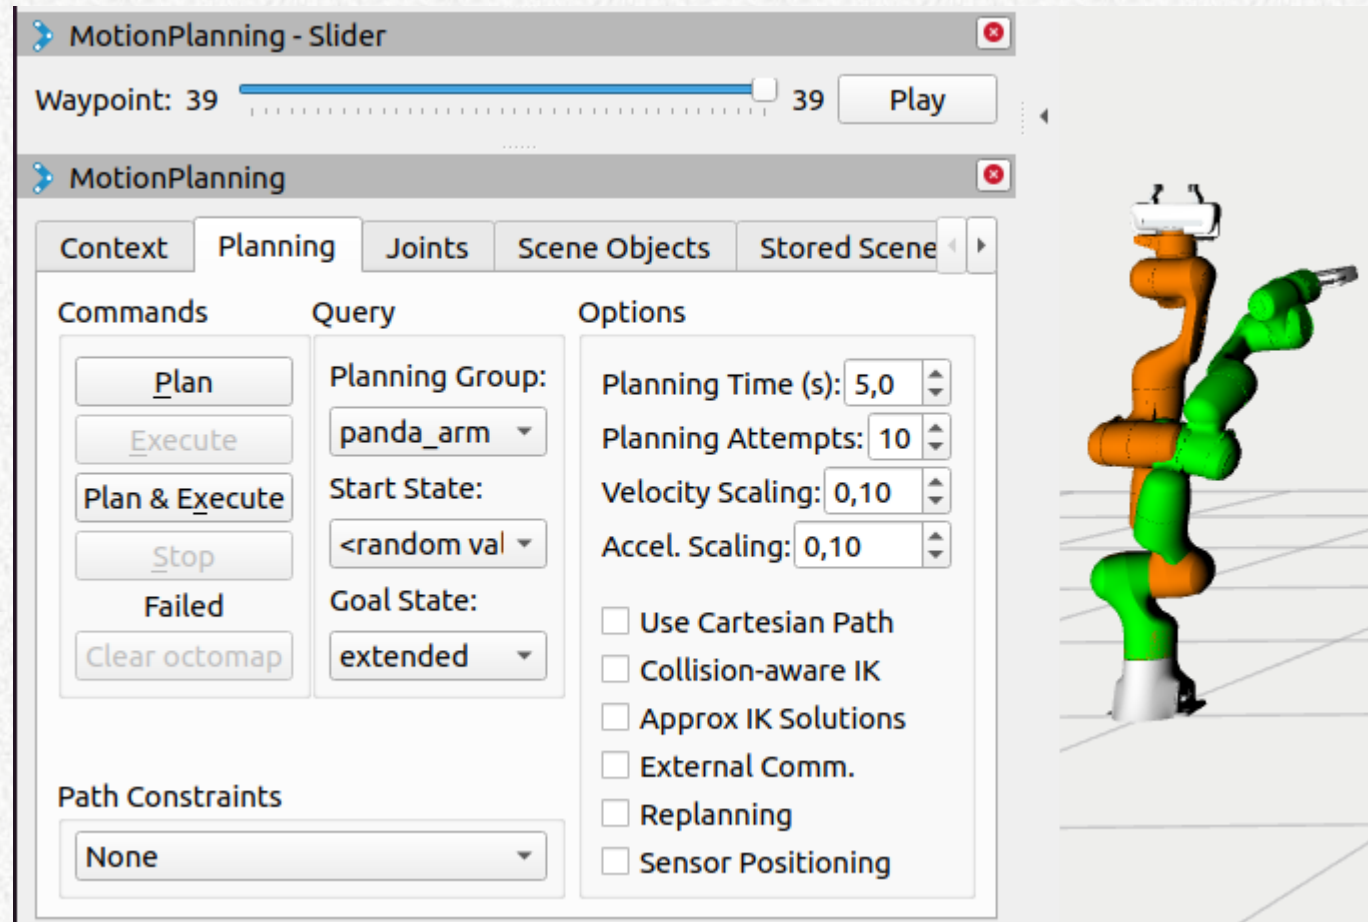 MotionPlanning - Slider
Waypoint: 39 39 Play
MotionPlanning
Context Planning Joints Scene Objects Stored Scene
Commands Query Options
Plan
Execute
Plan & Execute
Stop
Failed
Clear octomap
Planning Group:
panda_arm
Start State:
<random val
Goal State:
extended
Planning Time (s): 5,0
Planning Attempts: 10
Velocity Scaling: 0,10
Accel. Scaling: 0,10
Use Cartesian Path
Collision-aware IK
Approx IK Solutions
External Comm.
Replanning
Sensor Positioning
Path Constraints
None